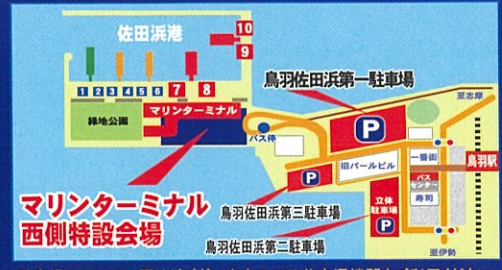 佐田浜港
10
9
1 2 3 4 5 6 7 8
鳥羽佐田浜第一駐車場
至志摩
マリンターミナル
緑地公園
バス停
P
一番街
鳥羽駅
旧パールビル
バス
センター
P
マリンターミナル
西側特設会場
立体
駐車場
寿司
鳥羽佐田浜第三駐車場
P
鳥羽佐田浜第二駐車場
至伊勢